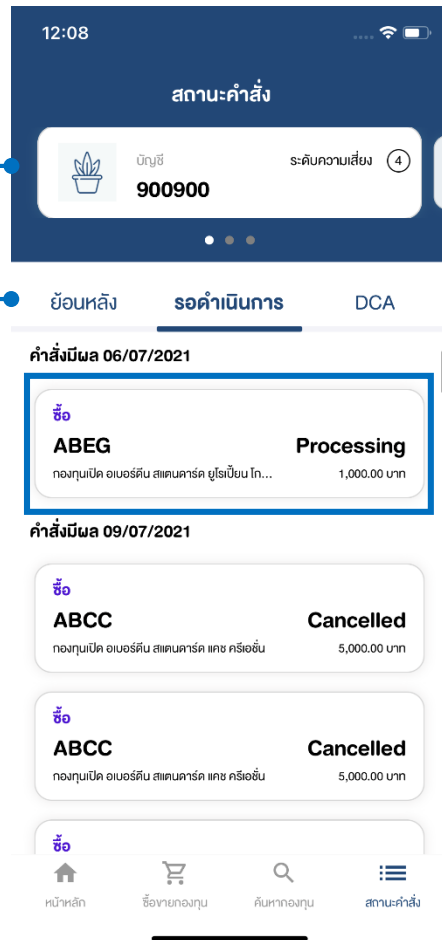 12:08
สถานะคำสั่ง
บัญชี
ระดับความเสี่ยง 4
900900
ย้อนหลัง รอดำเนินการ DCA
คำสั่งมีผล 06/07/2021
ซื้อ
ABEG Processing
กองทุนเปิด อเบอร์ดีน สแตนดาร์ด ยูโรเปี้ยน โก... 1,000.00 บาท
คำสั่งมีผล 09/07/2021
ซื้อ
ABCC Cancelled
กองทุนเปิด อเบอร์ดีน สแตนดาร์ด แคช ครีเอชั่น 5,000.00 บาท
ซื้อ
ABCC Cancelled
กองทุนเปิด อเบอร์ดีน สแตนดาร์ด แคช ครีเอชั่น 5,000.00 บาท
ซื้อ
หน้าหลัก ซื้อขายกองทุน ค้นหากองทุน สถานะคำสั่ง